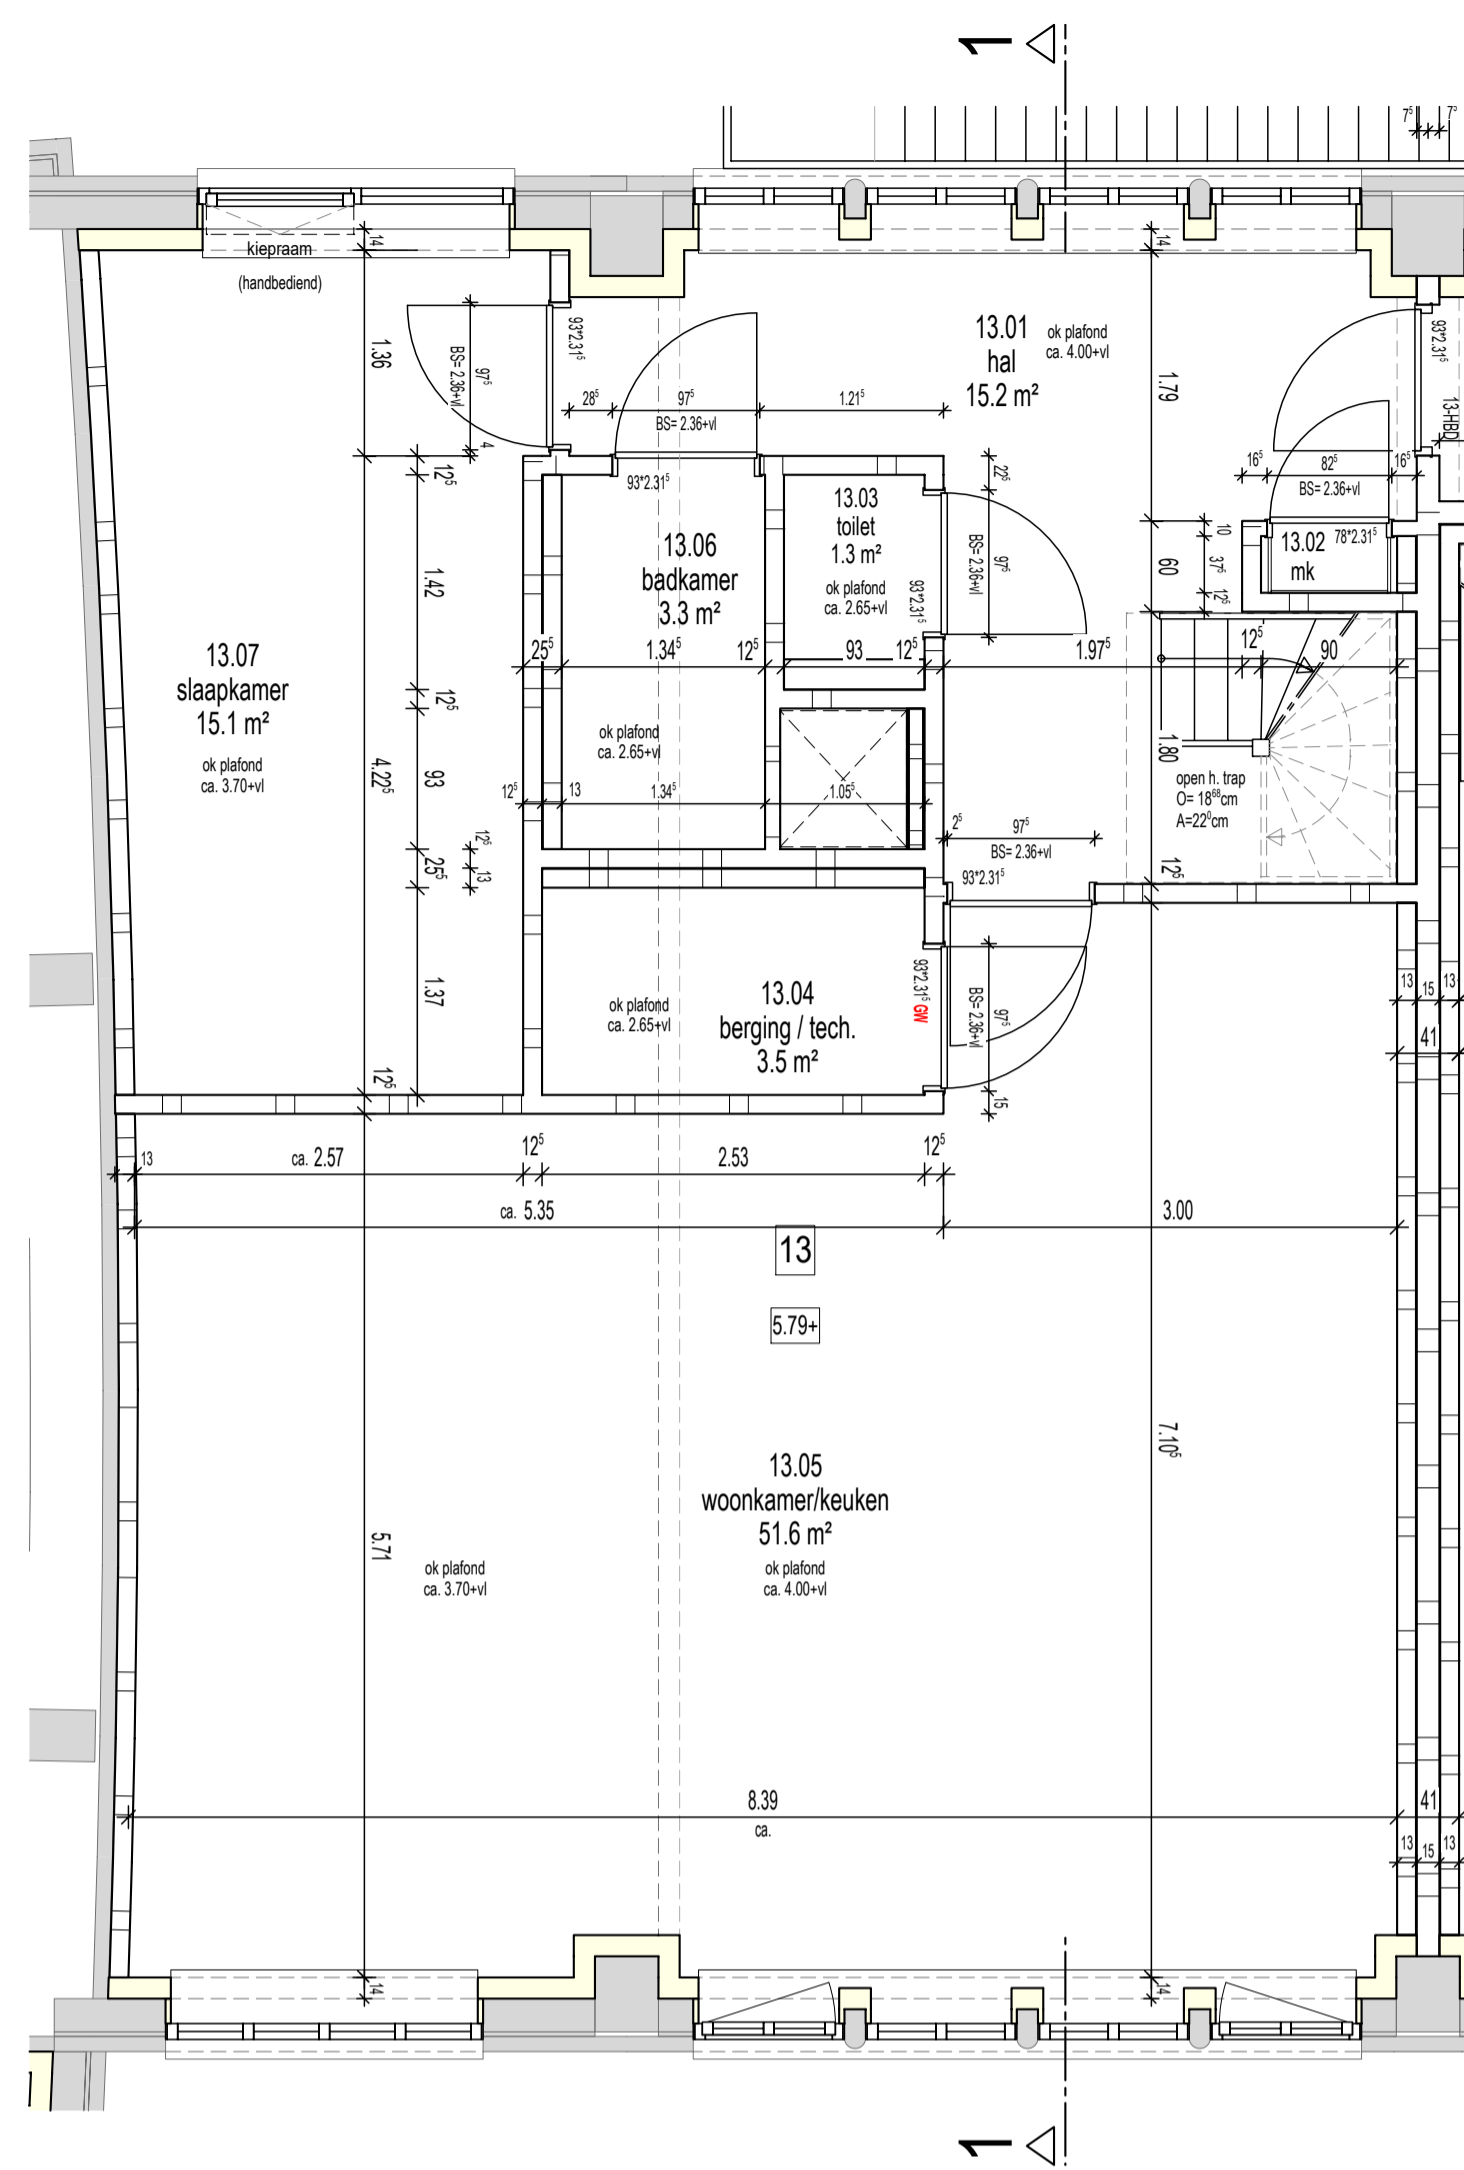 1
7⁵
7⁵
14
14
kiepraam
(handbediend)
1.36
BS= 2.36+vl
97⁵
4
93*2.31⁵
28⁵
97⁵
BS= 2.36+vl
1.21⁵
93*2.31⁵
13.01
hal
15.2 m²
ok plafond
ca. 4.00+vl
1.79
93*2.31⁵
13-HBD
16⁵
82⁵
16⁵
BS= 2.36+vl
13.02
mk
78*2.31⁵
10
37⁵
12⁵
60
12⁵
1.42
12⁵
93
12⁵
13
25⁵
1.37
12⁵
4.22⁵
13.03
toilet
1.3 m²
ok plafond
ca. 2.65+vl
93*2.31⁵
22⁵
BS= 2.36+vl
97⁵
13.06
badkamer
3.3 m²
25⁵
1.34⁵
12⁵
93
12⁵
1.97⁵
12⁵
90
13.07
slaapkamer
15.1 m²
ok plafond
ca. 3.70+vl
ok plafond
ca. 2.65+vl
12⁵
13
1.34⁵
1.05⁵
1.80
open h. trap
O= 18⁶⁸cm
A=22⁰cm
2⁵
97⁵
BS= 2.36+vl
93*2.31⁵
12⁵
13.04
berging / tech.
3.5 m²
ok plafond
ca. 2.65+vl
93*2.31⁵ GW
BS= 2.36+vl
97⁵
15
13
15
13
41
13
ca. 2.57
12⁵
2.53
12⁵
ca. 5.35
3.00
13
5.79+
13.05
woonkamer/keuken
51.6 m²
ok plafond
ca. 4.00+vl
ok plafond
ca. 3.70+vl
5.71
7.10⁵
8.39
ca.
41
13
15
13
14
14
1